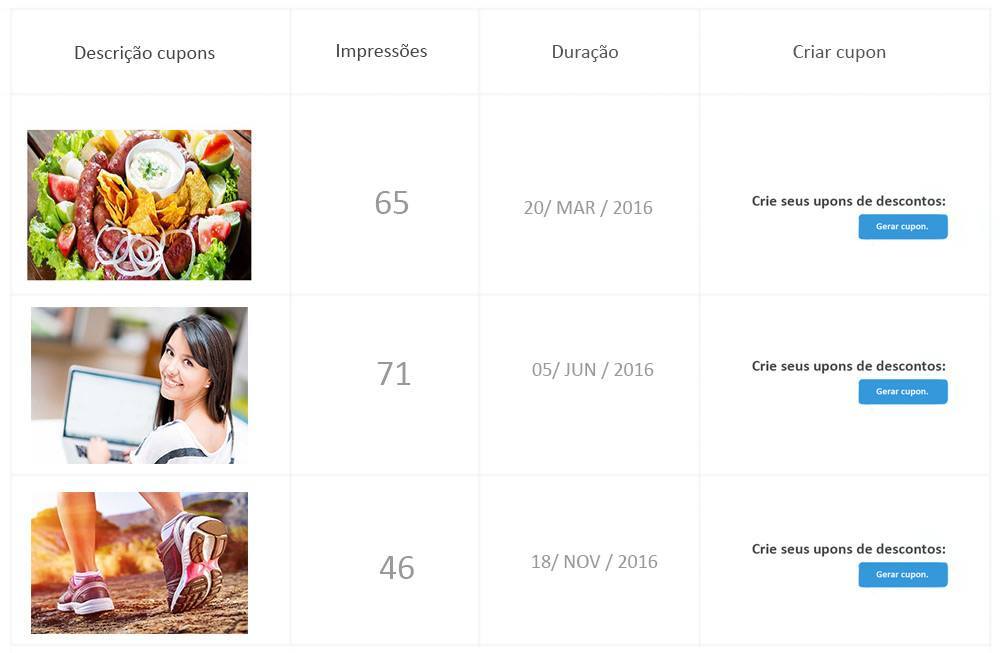 Descrição cupons
Impressões
Duração
Criar cupon
65
20/ MAR / 2016
Crie seus upons de descontos:
Gerar cupon.
71
05/ JUN / 2016
Crie seus upons de descontos:
Gerar cupon.
46
18/ NOV / 2016
Crie seus upons de descontos:
Gerar cupon.